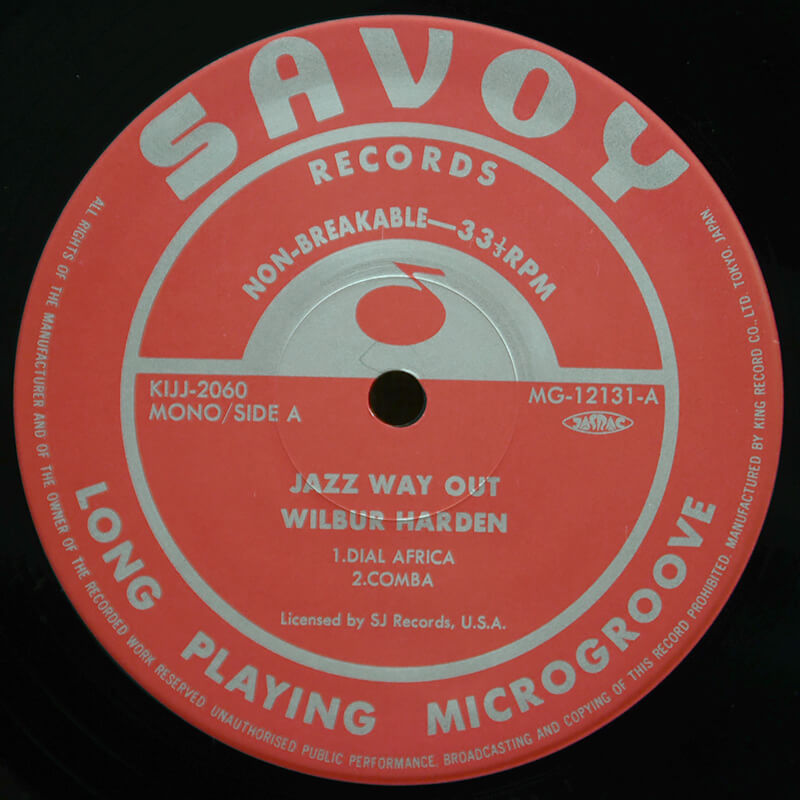 SAVOY
RECORDS
NON-BREAKABLE—33⅓RPM
KIJJ-2060
MONO/SIDE A
MG-12131-A
JASRAC
JAZZ WAY OUT
WILBUR HARDEN
1.DIAL AFRICA
2.COMBA
Licensed by SJ Records, U.S.A.
LONG PLAYING MICROGROOVE
ALL RIGHTS OF THE MANUFACTURER AND OF THE OWNER OF THE RECORDED WORK RESERVED UNAUTHORISED PUBLIC PERFORMANCE, BROADCASTING AND COPYING OF THIS RECORD PROHIBITED. MANUFACTURED BY KING RECORD CO., LTD. TOKYO, JAPAN.